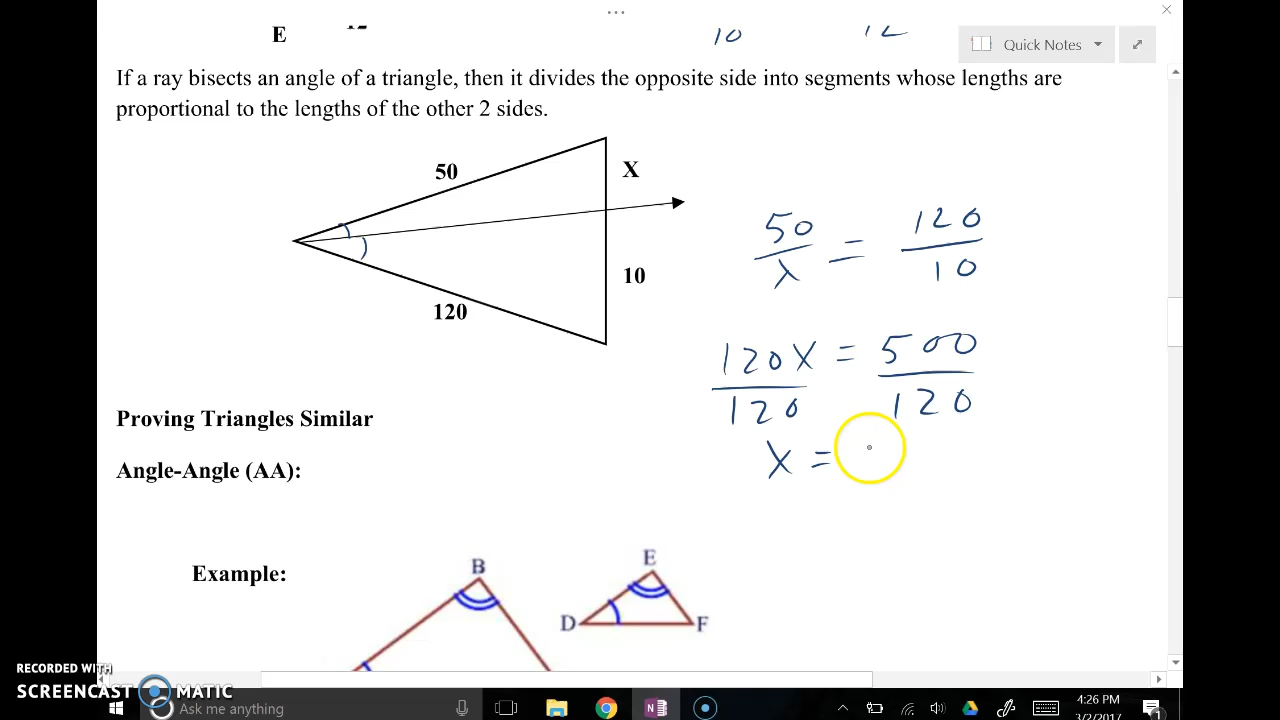 E
10
12
Quick Notes
If a ray bisects an angle of a triangle, then it divides the opposite side into segments whose lengths are
proportional to the lengths of the other 2 sides.
50
X
10
120
50 / x = 120 / 10
120X / 120 = 500 / 120
X =
Proving Triangles Similar
Angle-Angle (AA):
Example:
B
E
D
F
RECORDED WITH
SCREENCAST MATIC
Ask me anything
4:26 PM
3/2/2017